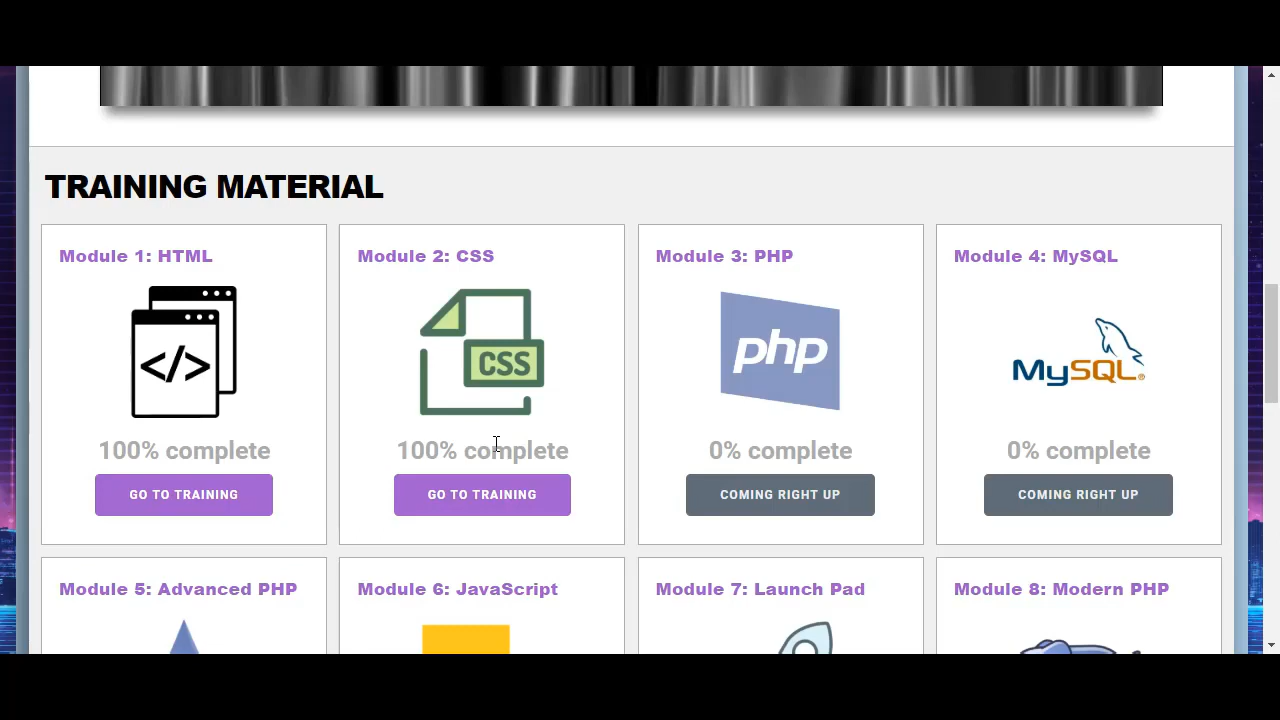 TRAINING MATERIAL
Module 1: HTML
</>
100% complete
GO TO TRAINING
Module 2: CSS
CSS
100% complete
GO TO TRAINING
Module 3: PHP
php
0% complete
COMING RIGHT UP
Module 4: MySQL
MySQL®
0% complete
COMING RIGHT UP
Module 5: Advanced PHP
Module 6: JavaScript
Module 7: Launch Pad
Module 8: Modern PHP